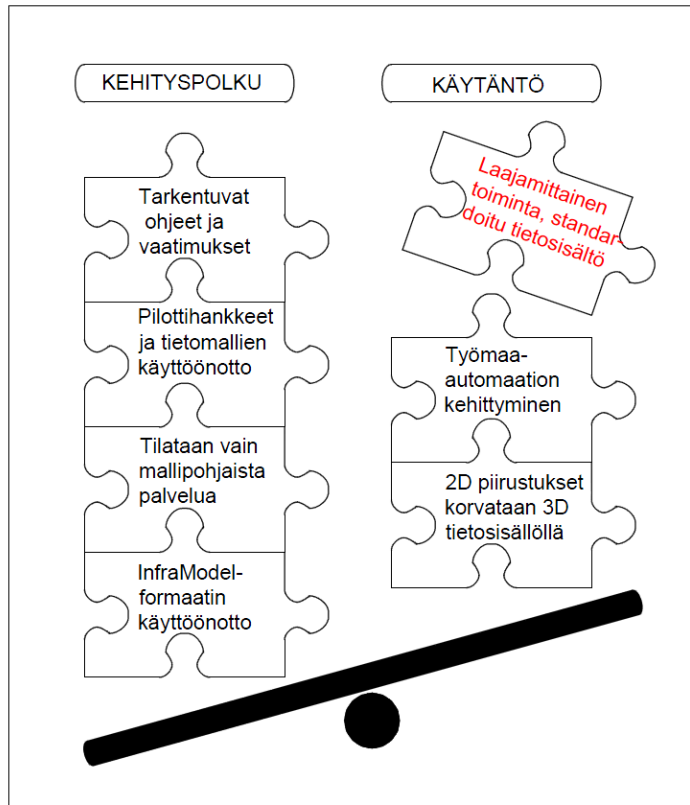 KEHITYSPOLKU
Tarkentuvat
ohjeet ja
vaatimukset
Pilottihankkeet
ja tietomallien
käyttöönotto
Tilataan vain
mallipohjaista
palvelua
InfraModel-
formaatin
käyttöönotto
KÄYTÄNTÖ
Laajamittainen
toiminta, standar-
doitu tietosisältö
Työmaa-
automaation
kehittyminen
2D piirustukset
korvataan 3D
tietosisällöllä